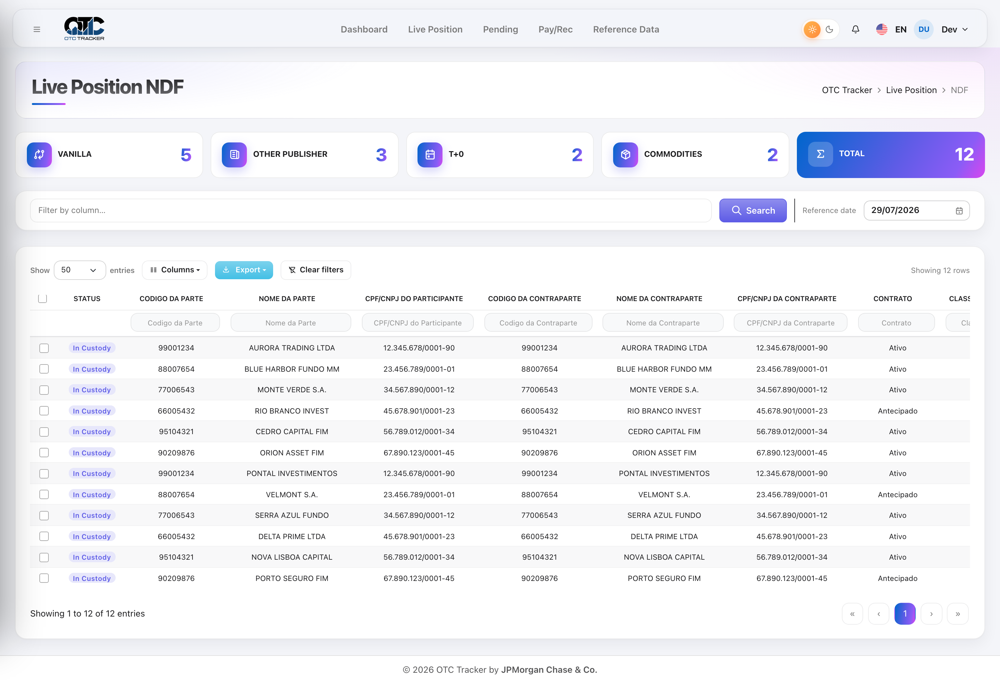 OTC TRACKER
Dashboard Live Position Pending Pay/Rec Reference Data
EN DU Dev
Live Position NDF
OTC Tracker > Live Position > NDF
VANILLA 5
OTHER PUBLISHER 3
T+0 2
COMMODITIES 2
Σ TOTAL 12
Filter by column... Search Reference date 29/07/2026
Show 50 entries Columns Export Clear filters Showing 12 rows
STATUS CODIGO DA PARTE NOME DA PARTE CPF/CNPJ DO PARTICIPANTE CODIGO DA CONTRAPARTE NOME DA CONTRAPARTE CPF/CNPJ DA CONTRAPARTE CONTRATO CLASS
Codigo da Parte Nome da Parte CPF/CNPJ do Participante Codigo da Contraparte Nome da Contraparte CPF/CNPJ da Contraparte Contrato Cla
In Custody 99001234 AURORA TRADING LTDA 12.345.678/0001-90 99001234 AURORA TRADING LTDA 12.345.678/0001-90 Ativo
In Custody 88007654 BLUE HARBOR FUNDO MM 23.456.789/0001-01 88007654 BLUE HARBOR FUNDO MM 23.456.789/0001-01 Ativo
In Custody 77006543 MONTE VERDE S.A. 34.567.890/0001-12 77006543 MONTE VERDE S.A. 34.567.890/0001-12 Ativo
In Custody 66005432 RIO BRANCO INVEST 45.678.901/0001-23 66005432 RIO BRANCO INVEST 45.678.901/0001-23 Antecipado
In Custody 95104321 CEDRO CAPITAL FIM 56.789.012/0001-34 95104321 CEDRO CAPITAL FIM 56.789.012/0001-34 Ativo
In Custody 90209876 ORION ASSET FIM 67.890.123/0001-45 90209876 ORION ASSET FIM 67.890.123/0001-45 Ativo
In Custody 99001234 PONTAL INVESTIMENTOS 12.345.678/0001-90 99001234 PONTAL INVESTIMENTOS 12.345.678/0001-90 Ativo
In Custody 88007654 VELMONT S.A. 23.456.789/0001-01 88007654 VELMONT S.A. 23.456.789/0001-01 Antecipado
In Custody 77006543 SERRA AZUL FUNDO 34.567.890/0001-12 77006543 SERRA AZUL FUNDO 34.567.890/0001-12 Ativo
In Custody 66005432 DELTA PRIME LTDA 45.678.901/0001-23 66005432 DELTA PRIME LTDA 45.678.901/0001-23 Ativo
In Custody 95104321 NOVA LISBOA CAPITAL 56.789.012/0001-34 95104321 NOVA LISBOA CAPITAL 56.789.012/0001-34 Ativo
In Custody 90209876 PORTO SEGURO FIM 67.890.123/0001-45 90209876 PORTO SEGURO FIM 67.890.123/0001-45 Antecipado
Showing 1 to 12 of 12 entries « ‹ 1 › »
© 2026 OTC Tracker by JPMorgan Chase & Co.